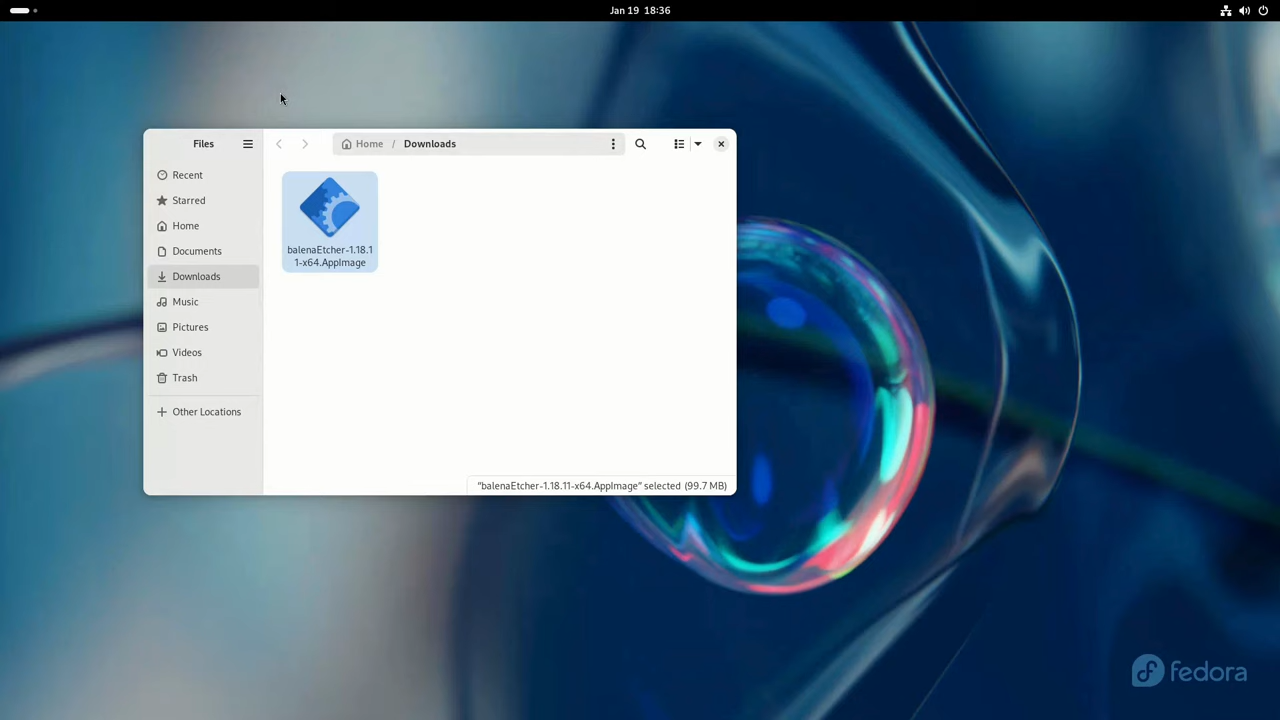 Jan 19 18:36
Files
Home / Downloads
Recent
Starred
Home
Documents
Downloads
Music
Pictures
Videos
Trash
Other Locations
balenaEtcher-1.18.1
1-x64.AppImage
"balenaEtcher-1.18.11-x64.AppImage" selected (99.7 MB)
fedora